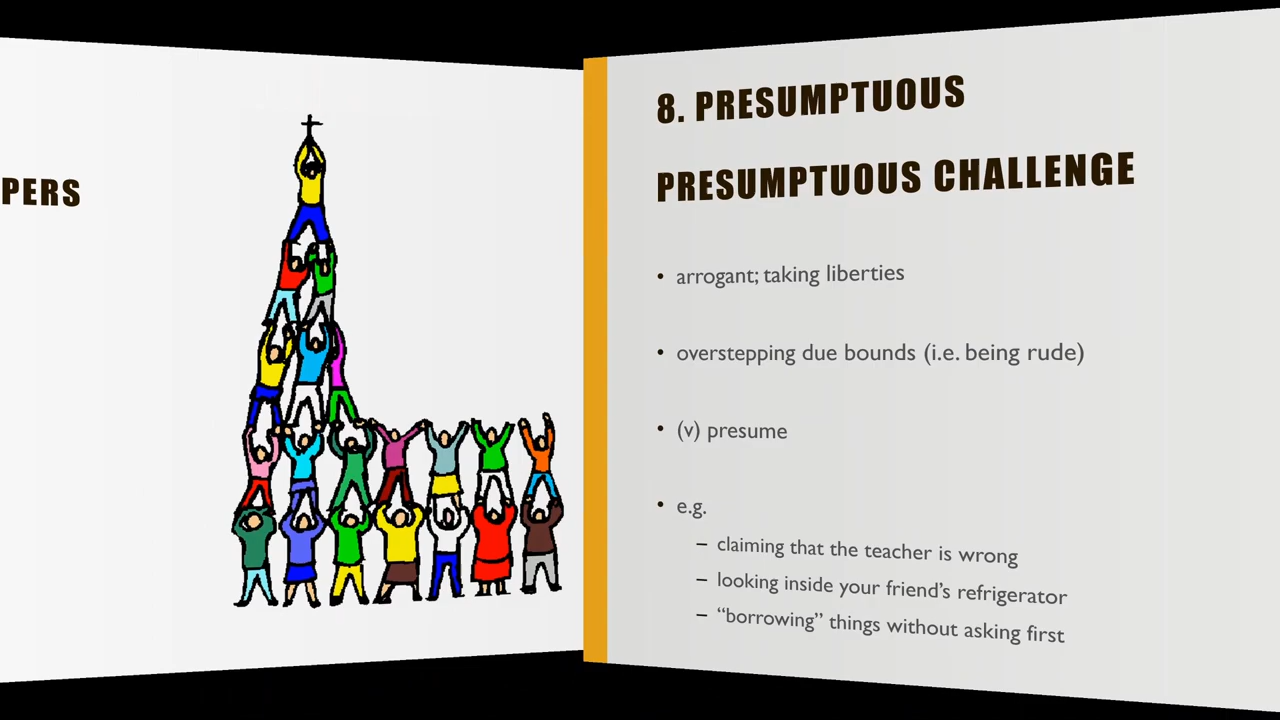 PERS
8. PRESUMPTUOUS
PRESUMPTUOUS CHALLENGE
• arrogant; taking liberties
• overstepping due bounds (i.e. being rude)
• (v) presume
• e.g.
– claiming that the teacher is wrong
– looking inside your friend’s refrigerator
– “borrowing” things without asking first